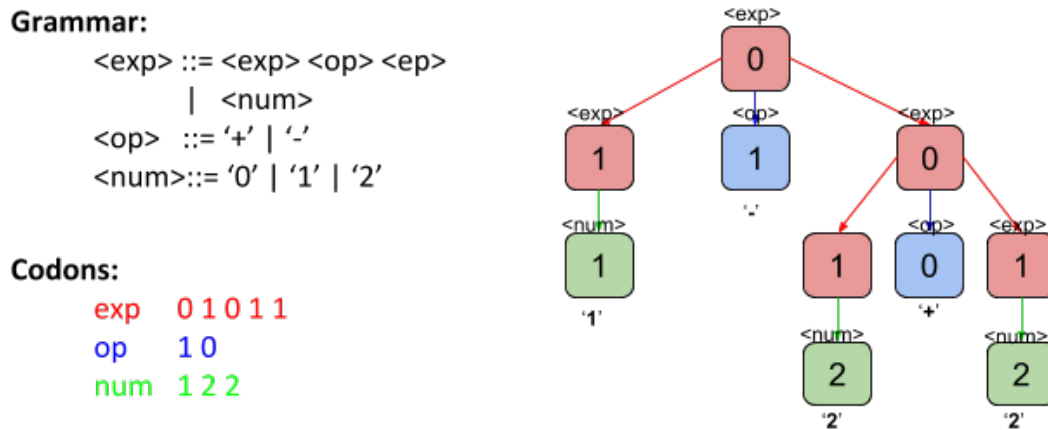 Grammar:
<exp> ::= <exp> <op> <ep>
| <num>
<op> ::= ‘+’ | ‘-’
<num>::= ‘0’ | ‘1’ | ‘2’
Codons:
exp 0 1 0 1 1
op 1 0
num 1 2 2
<exp>
0
<exp> <op> <exp>
1 1 0
‘-’
<num> <op> <exp>
1 1 0 1
‘1’ ‘+’
<num> <num>
2 2
‘2’ ‘2’